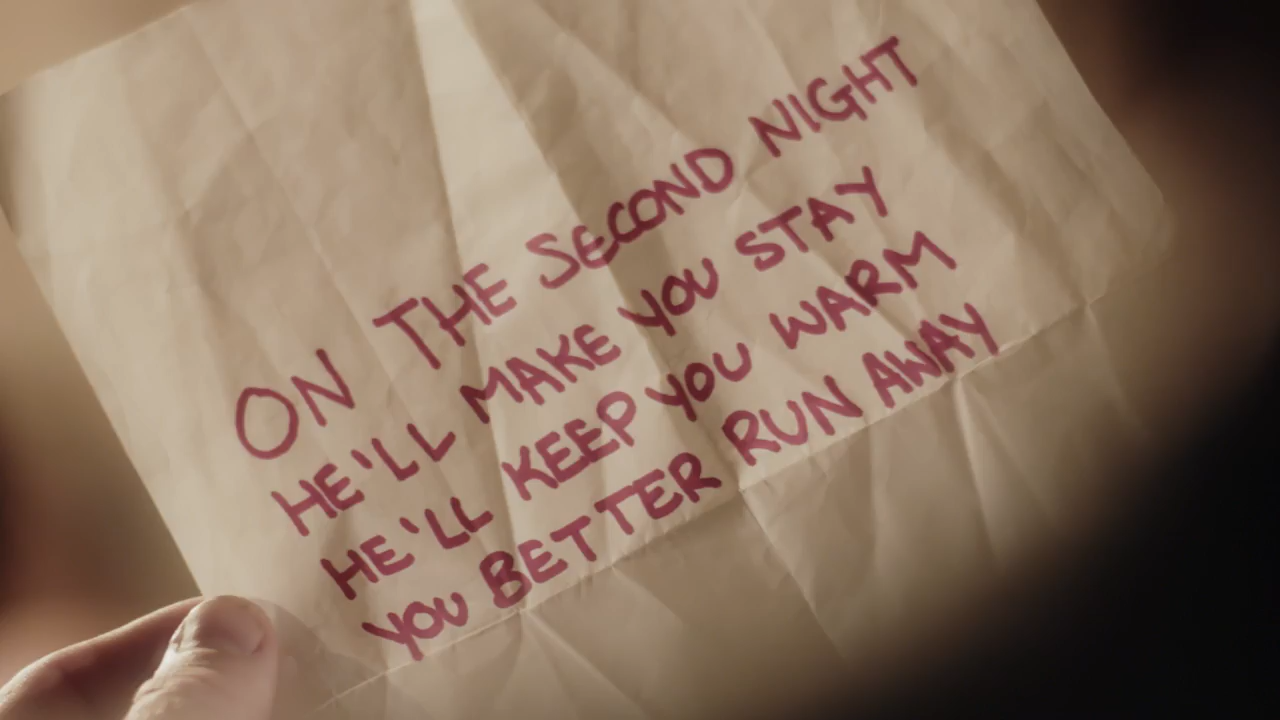 ON THE SECOND NIGHT
HE'LL MAKE YOU STAY
HE'LL KEEP YOU WARM
YOU BETTER RUN AWAY